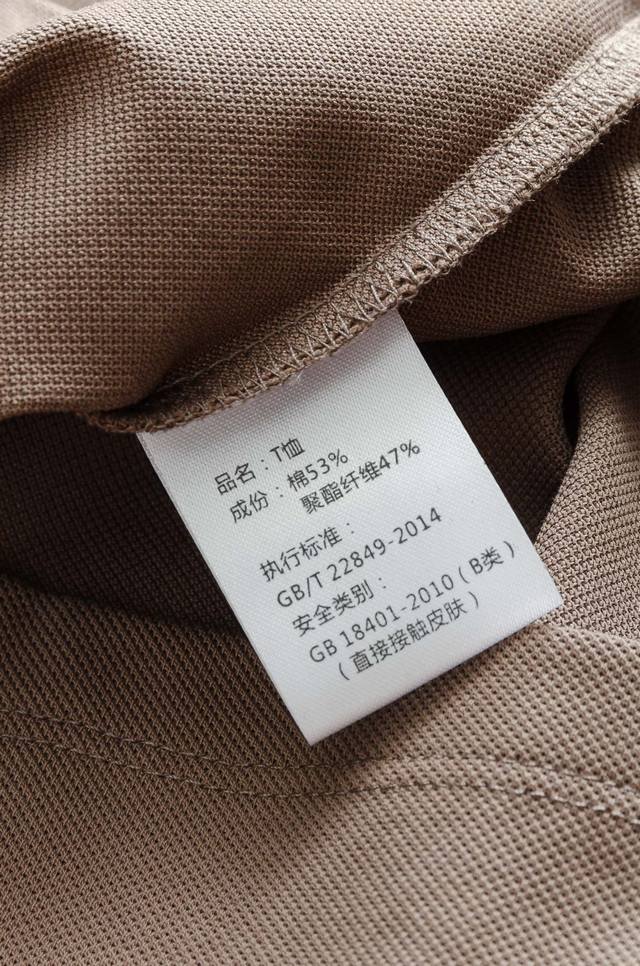 品名：T恤
成份：棉53%
聚酯纤维47%
执行标准：
GB/T 22849-2014
安全类别：
GB 18401-2010（B类）
（直接接触皮肤）